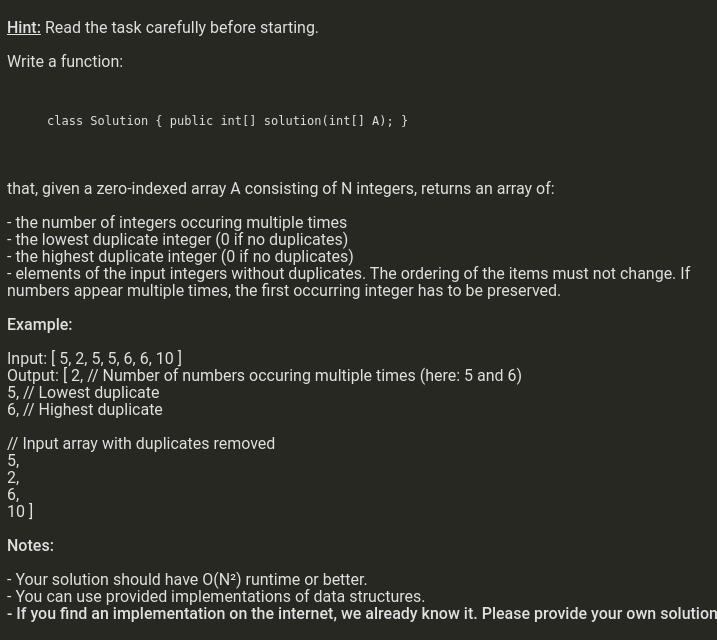 Hint: Read the task carefully before starting.
Write a function:
class Solution { public int[] solution(int[] A); }
that, given a zero-indexed array A consisting of N integers, returns an array of:
- the number of integers occuring multiple times
- the lowest duplicate integer (0 if no duplicates)
- the highest duplicate integer (0 if no duplicates)
- elements of the input integers without duplicates. The ordering of the items must not change. If
numbers appear multiple times, the first occurring integer has to be preserved.
Example:
Input: [ 5, 2, 5, 5, 6, 6, 10 ]
Output: [ 2, // Number of numbers occuring multiple times (here: 5 and 6)
5, // Lowest duplicate
6, // Highest duplicate
// Input array with duplicates removed
5,
2,
6,
10 ]
Notes:
- Your solution should have O(N²) runtime or better.
- You can use provided implementations of data structures.
- If you find an implementation on the internet, we already know it. Please provide your own solution